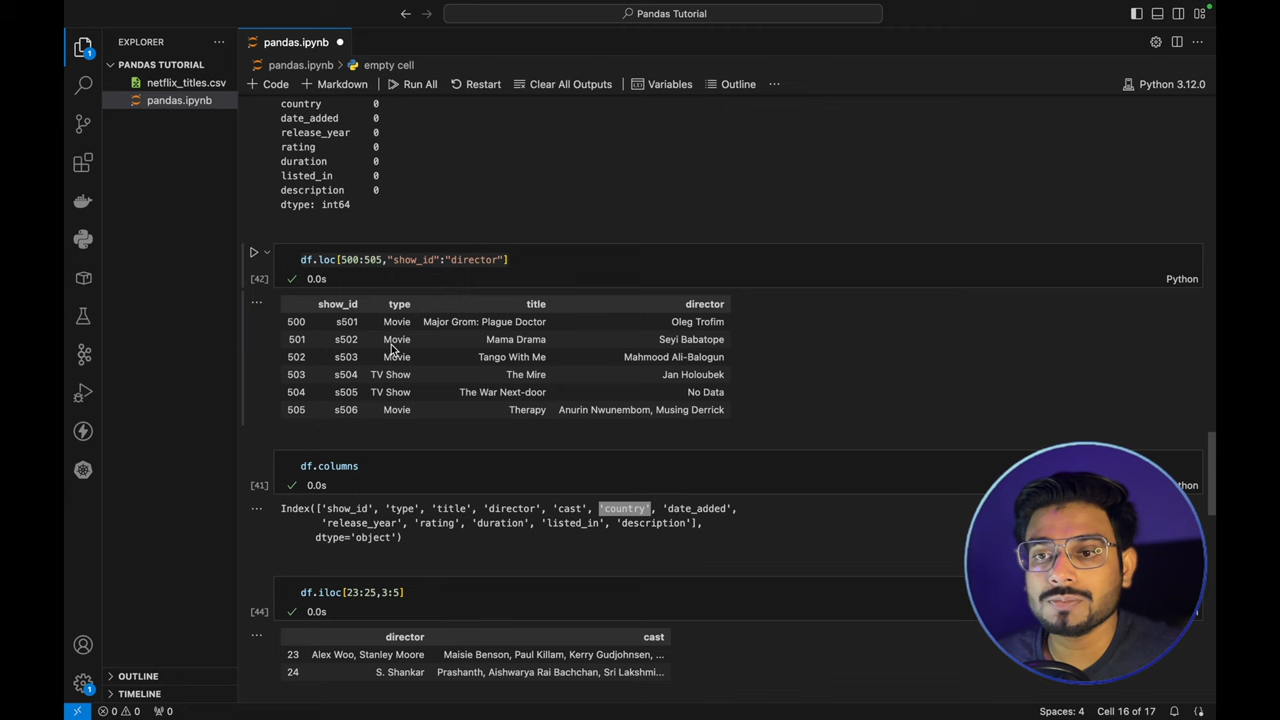 Pandas Tutorial
EXPLORER
PANDAS TUTORIAL
netflix_titles.csv
pandas.ipynb
OUTLINE
TIMELINE
pandas.ipynb
pandas.ipynb > empty cell
+ Code + Markdown Run All Restart Clear All Outputs Variables Outline ... Python 3.12.0
country 0
date_added 0
release_year 0
rating 0
duration 0
listed_in 0
description 0
dtype: int64
df.loc[500:505,"show_id":"director"]
[42] 0.0s Python
show_id type title director
500 s501 Movie Major Grom: Plague Doctor Oleg Trofim
501 s502 Movie Mama Drama Seyi Babatope
502 s503 Movie Tango With Me Mahmood Ali-Balogun
503 s504 TV Show The Mire Jan Holoubek
504 s505 TV Show The War Next-door No Data
505 s506 Movie Therapy Anurin Nwunembom, Musing Derrick
df.columns
[41] 0.0s Python
Index(['show_id', 'type', 'title', 'director', 'cast', 'country', 'date_added',
'release_year', 'rating', 'duration', 'listed_in', 'description'],
dtype='object')
df.iloc[23:25,3:5]
[44] 0.0s
director cast
23 Alex Woo, Stanley Moore Maisie Benson, Paul Killam, Kerry Gudjohnsen, ...
24 S. Shankar Prashanth, Aishwarya Rai Bachchan, Sri Lakshmi...
0 0 0 Spaces: 4 Cell 16 of 17